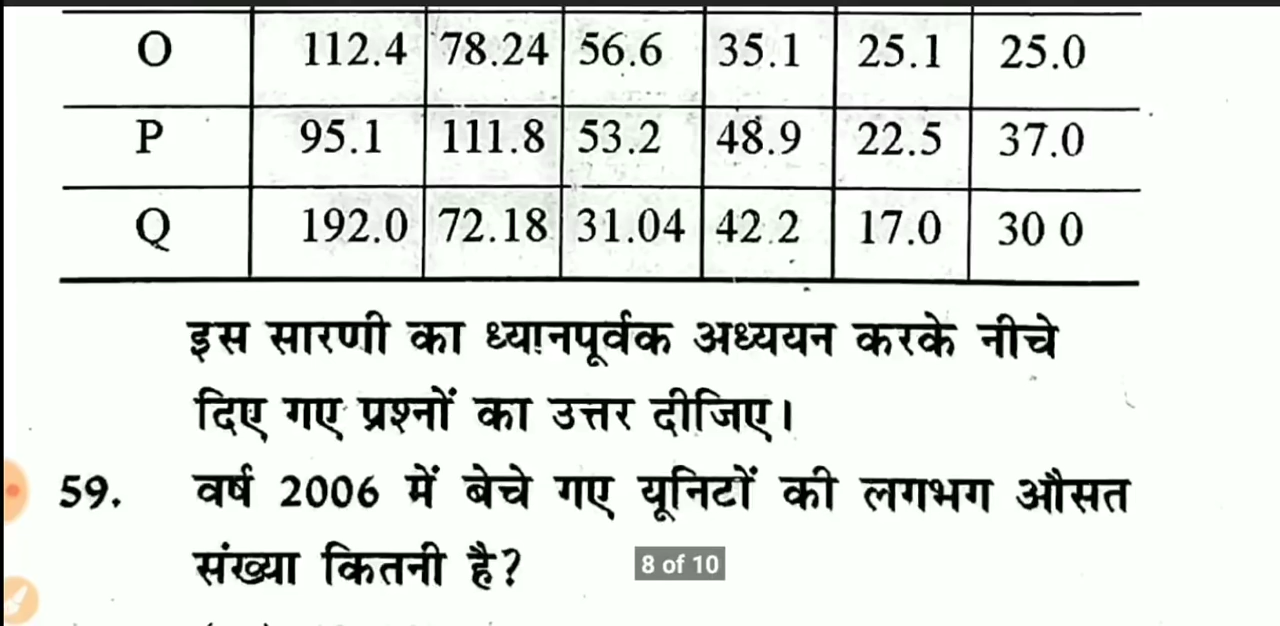 O 112.4 78.24 56.6 35.1 25.1 25.0
P 95.1 111.8 53.2 48.9 22.5 37.0
Q 192.0 72.18 31.04 42.2 17.0 30 0
इस सारणी का ध्यानपूर्वक अध्ययन करके नीचे
दिए गए प्रश्नों का उत्तर दीजिए।
59. वर्ष 2006 में बेचे गए यूनिटों की लगभग औसत
संख्या कितनी है?
8 of 10